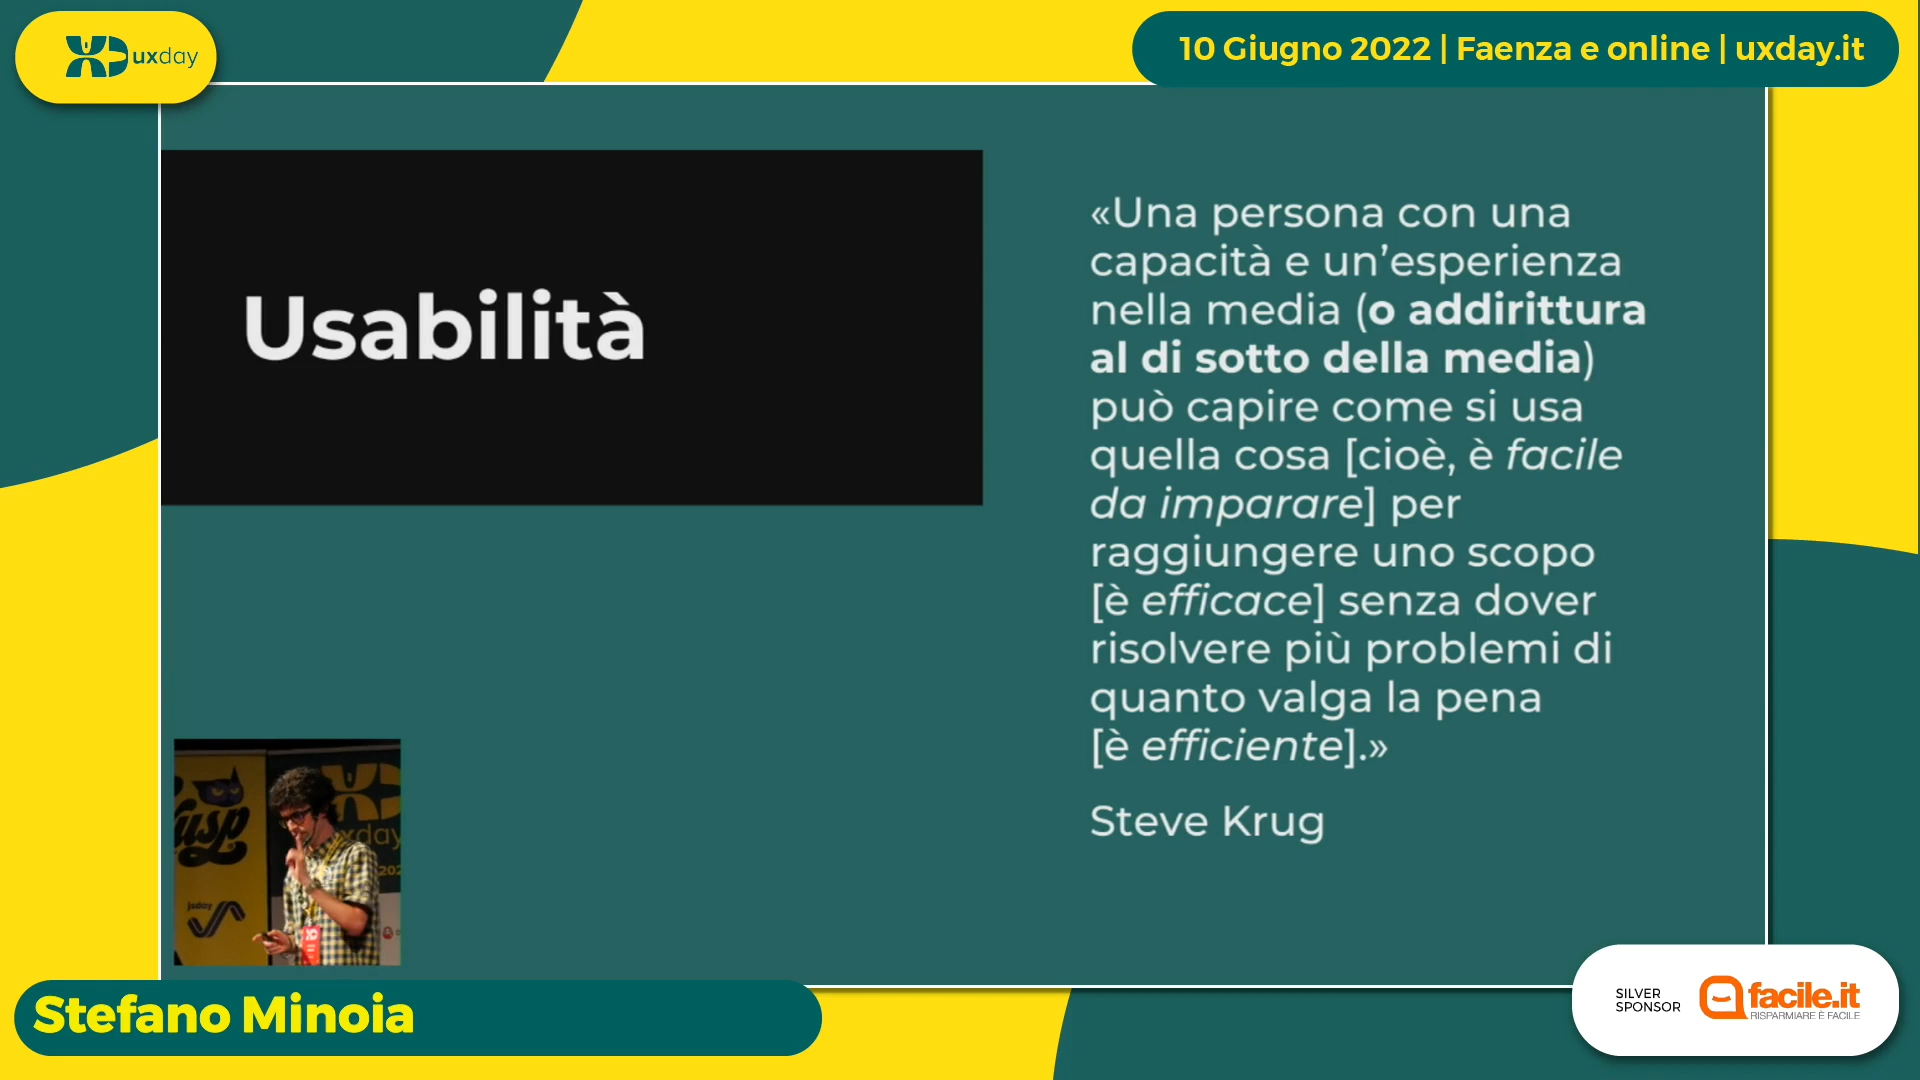 uxday
10 Giugno 2022 | Faenza e online | uxday.it
Usabilità
«Una persona con una
capacità e un’esperienza
nella media (o addirittura
al di sotto della media)
può capire come si usa
quella cosa [cioè, è facile
da imparare] per
raggiungere uno scopo
[è efficace] senza dover
risolvere più problemi di
quanto valga la pena
[è efficiente].»
Steve Krug
jsday
Stefano Minoia
SILVER
SPONSOR
facile.it
RISPARMIARE È FACILE